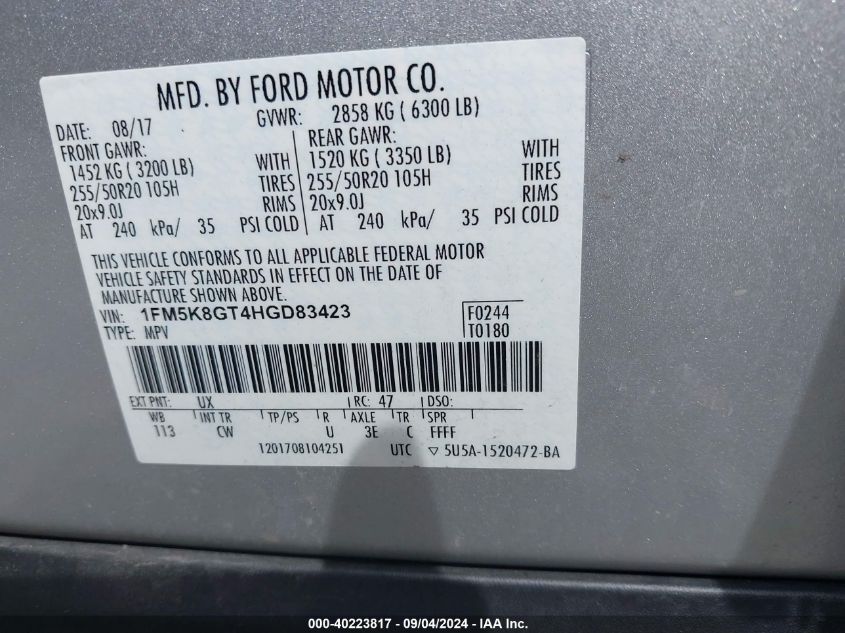 MFD. BY FORD MOTOR CO.
DATE: 08/17 GVWR: 2858 KG ( 6300 LB)
FRONT GAWR: REAR GAWR:
1452 KG ( 3200 LB) WITH 1520 KG ( 3350 LB) WITH
255/50R20 105H TIRES 255/50R20 105H TIRES
20x9.0J RIMS 20x9.0J RIMS
AT 240 kPa/ 35 PSI COLD AT 240 kPa/ 35 PSI COLD
THIS VEHICLE CONFORMS TO ALL APPLICABLE FEDERAL MOTOR
VEHICLE SAFETY STANDARDS IN EFFECT ON THE DATE OF
MANUFACTURE SHOWN ABOVE.
VIN: 1FM5K8GT4HGD83423 F0244
TYPE: MPV T0180
EXT PNT: UX RC: 47 DSO:
WB INT TR TP/PS R AXLE TR SPR
113 CW U 3E C FFFF
1201708104251 UTC ▽ 5U5A-1520472-BA
000-40223817 - 09/04/2024 - IAA Inc.